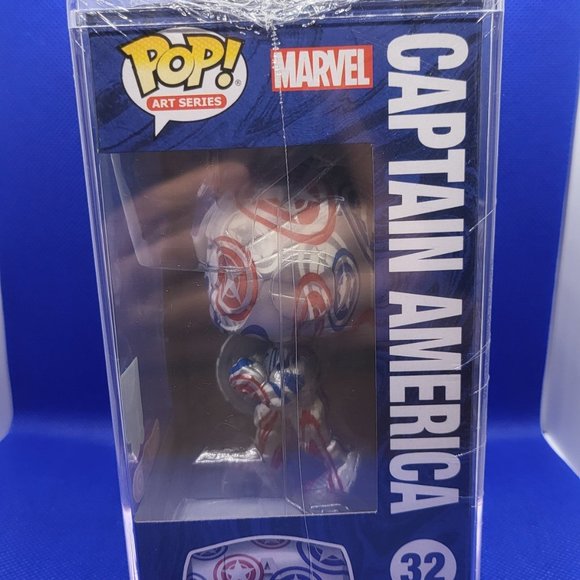 POP!
ART SERIES
MARVEL
CAPTAIN AMERICA
32